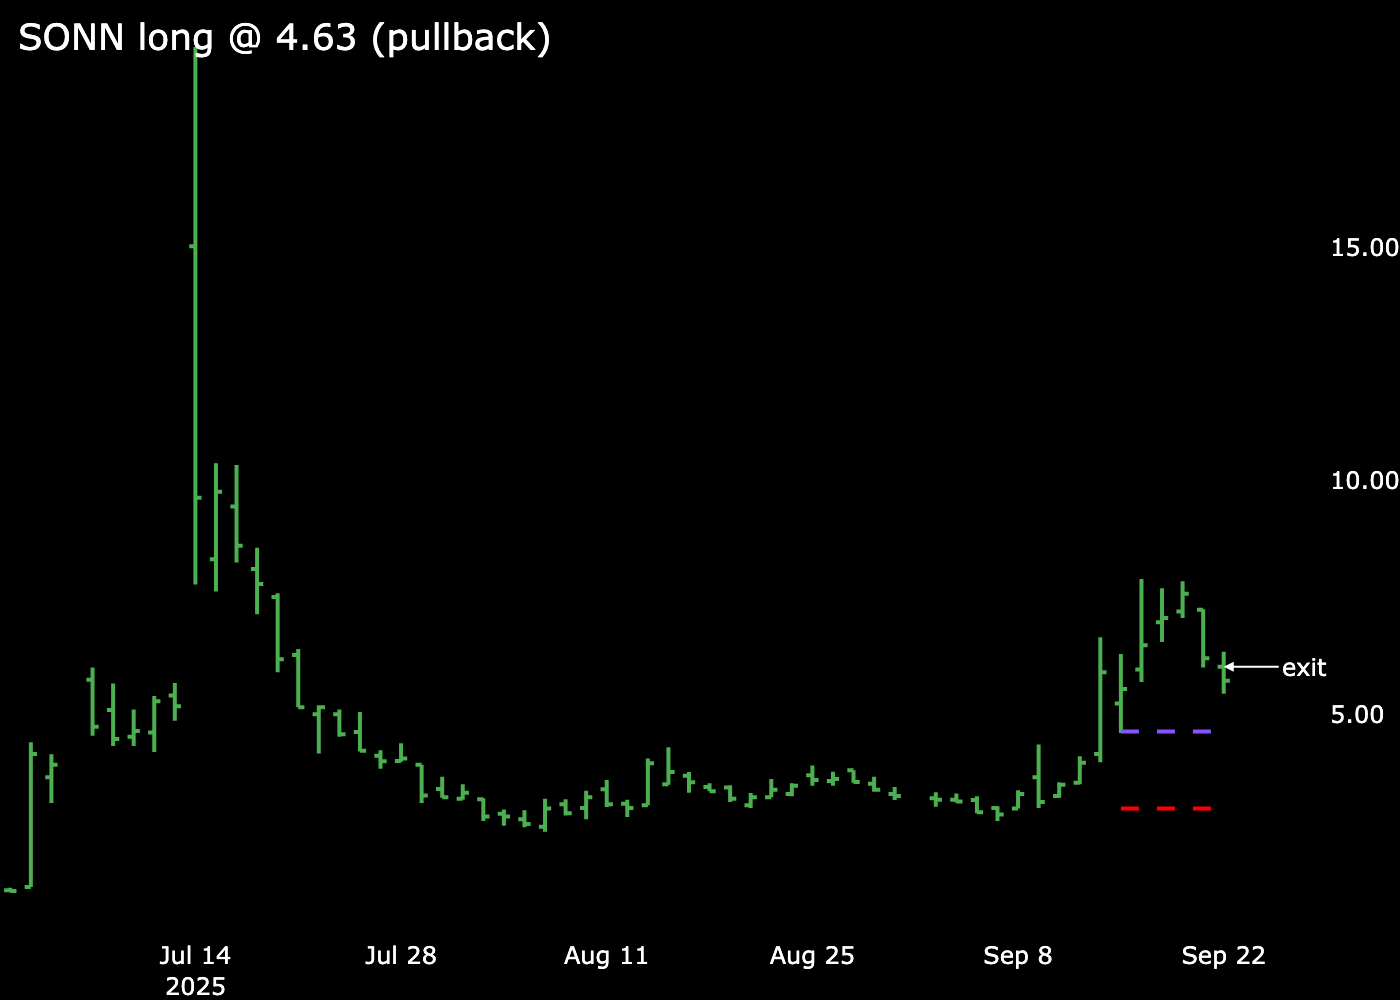 SONN long @ 4.63 (pullback)
15.00
10.00
exit
5.00
Jul 14
2025
Jul 28
Aug 11
Aug 25
Sep 8
Sep 22